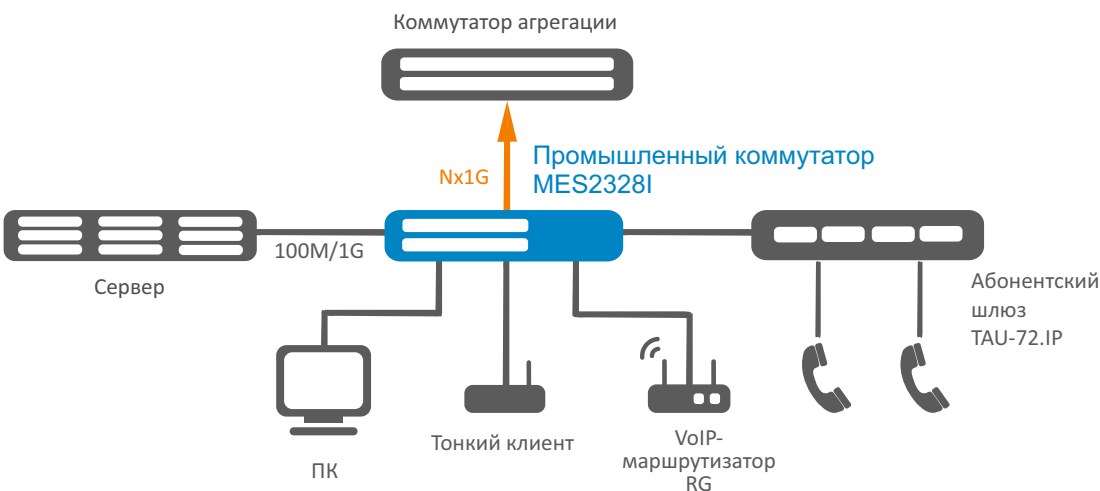 Коммутатор агрегации
Nx1G
Промышленный коммутатор
MES2328I
100M/1G
Сервер
Абонентский
шлюз
TAU-72.IP
ПК
Тонкий клиент
VoIP-
маршрутизатор
RG